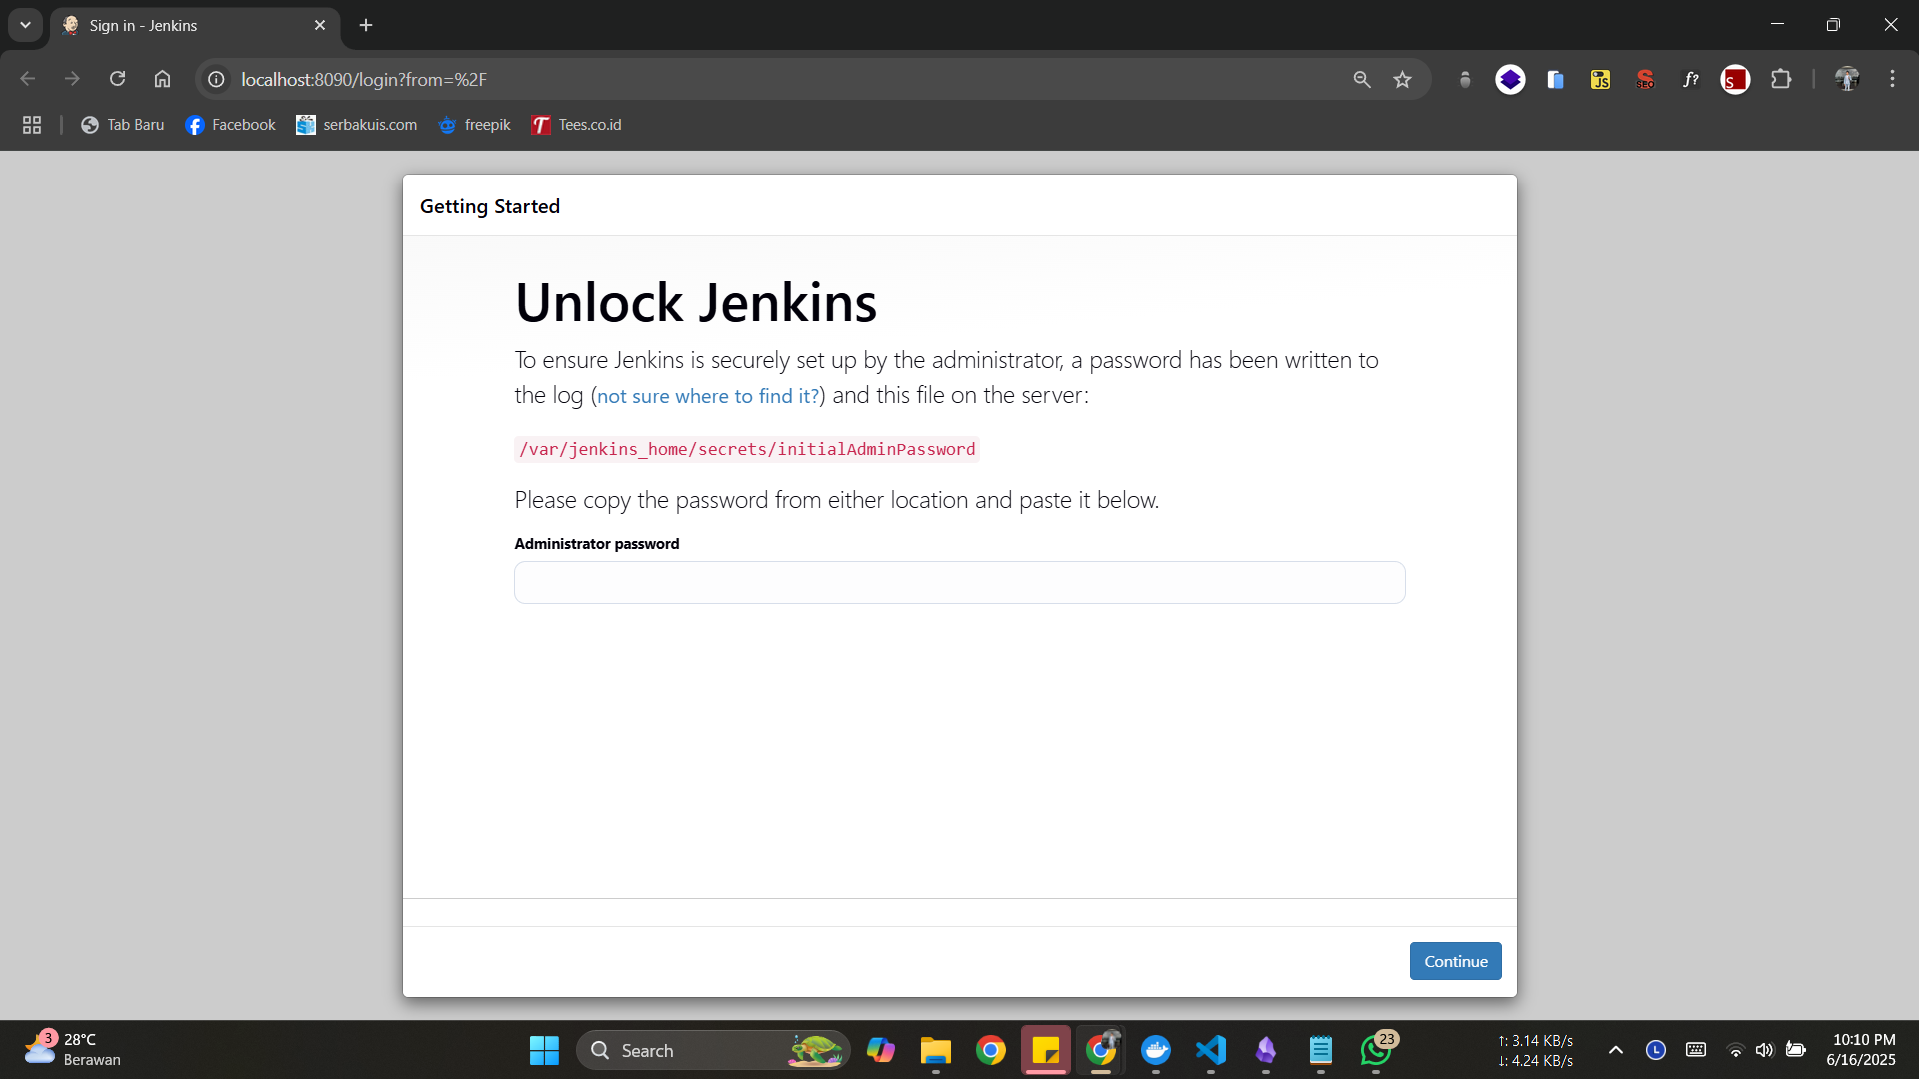 Sign in - Jenkins
localhost:8090/login?from=%2F
Tab Baru
Facebook
serbakuis.com
freepik
T
Tees.co.id
JS
SEO
f?
S
Getting Started
Unlock Jenkins
To ensure Jenkins is securely set up by the administrator, a password has been written to
the log (not sure where to find it?) and this file on the server:
/var/jenkins_home/secrets/initialAdminPassword
Please copy the password from either location and paste it below.
Administrator password
Continue
3
28°C
Berawan
Search
23
↑: 3.14 KB/s
↓: 4.24 KB/s
L
10:10 PM
6/16/2025